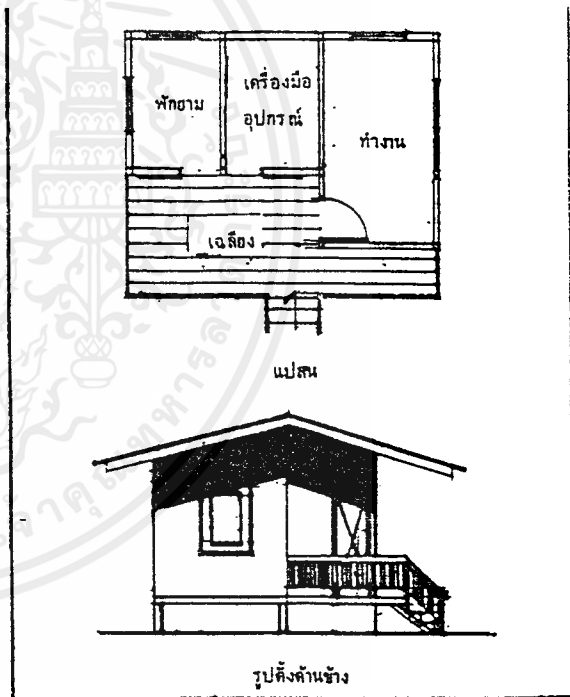 พักยาม
เครื่องมือ
อุปกรณ์
ทำงาน
เฉลียง
แปลน
รูปตั้งด้านข้าง